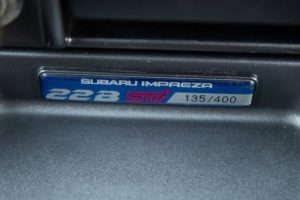 SUBARU IMPREZA
22B STi 135/400